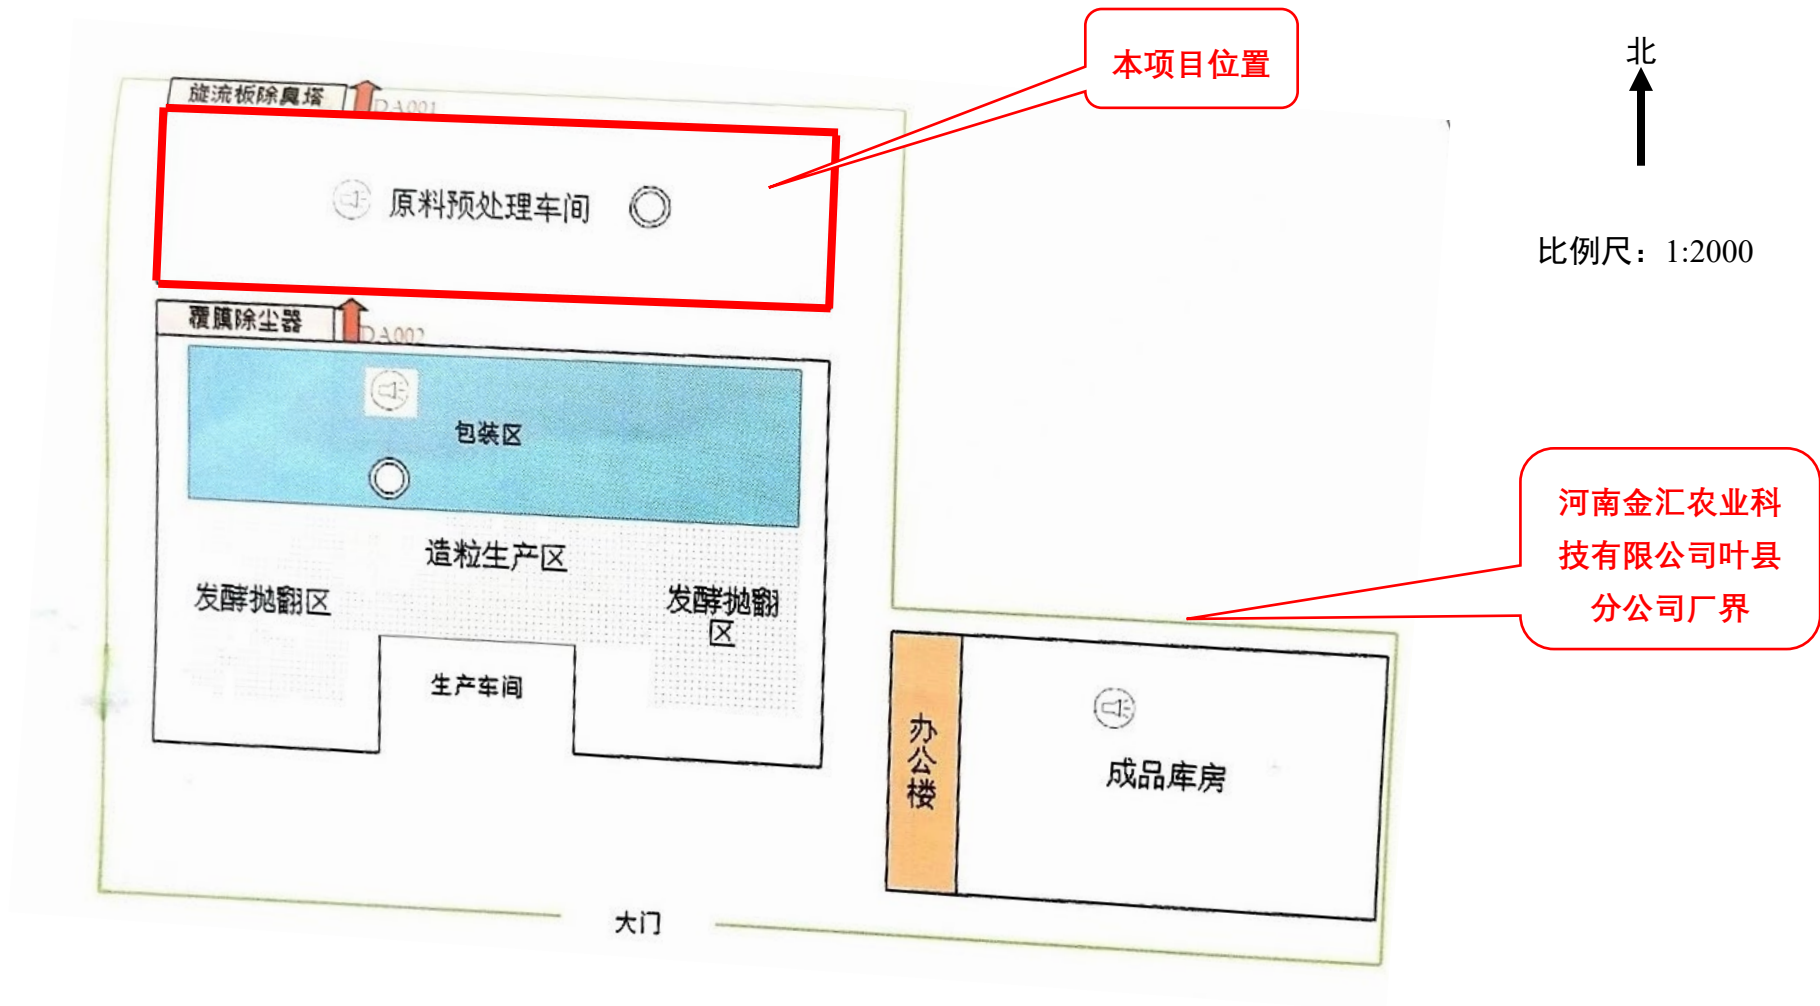 本项目位置
北
旋流板除臭塔
DA001
原料预处理车间
比例尺：1:2000
覆膜除尘器
DA002
包装区
造粒生产区
发酵抛翻区
发酵抛翻
区
生产车间
河南金汇农业科
技有限公司叶县
分公司厂界
办公楼
成品库房
大门